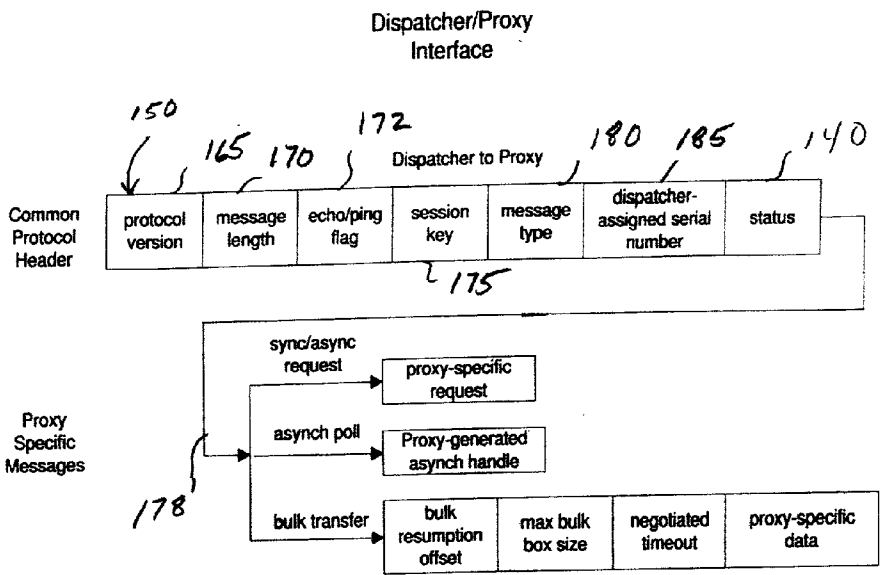 Dispatcher/Proxy
Interface
150
165
170
172
Dispatcher to Proxy
180
185
140
Common
Protocol
Header
protocol
version
message
length
echo/ping
flag
session
key
message
type
dispatcher-
assigned serial
number
status
175
sync/async
request
proxy-specific
request
Proxy
Specific
Messages
asynch poll
Proxy-generated
asynch handle
178
bulk transfer
bulk
resumption
offset
max bulk
box size
negotiated
timeout
proxy-specific
data